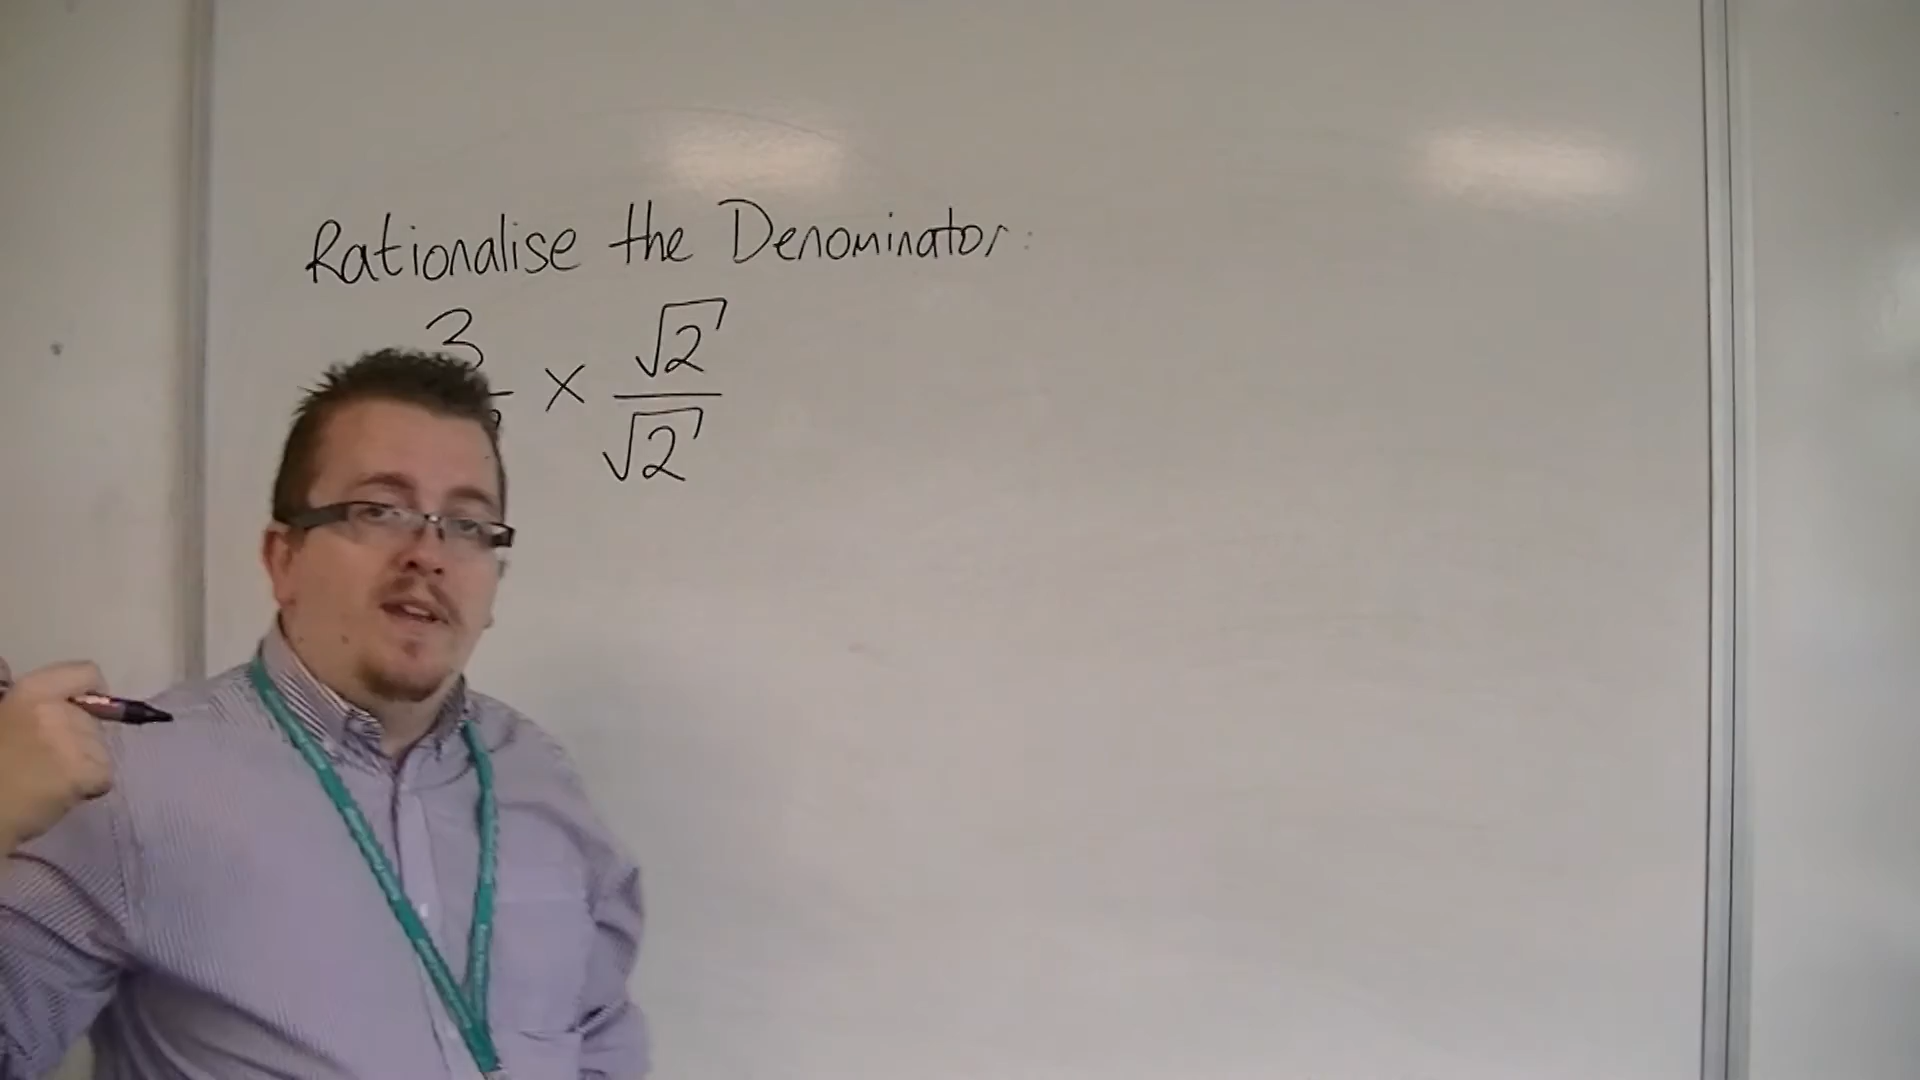 Rationalise the Denominator:
3 × √2
√2